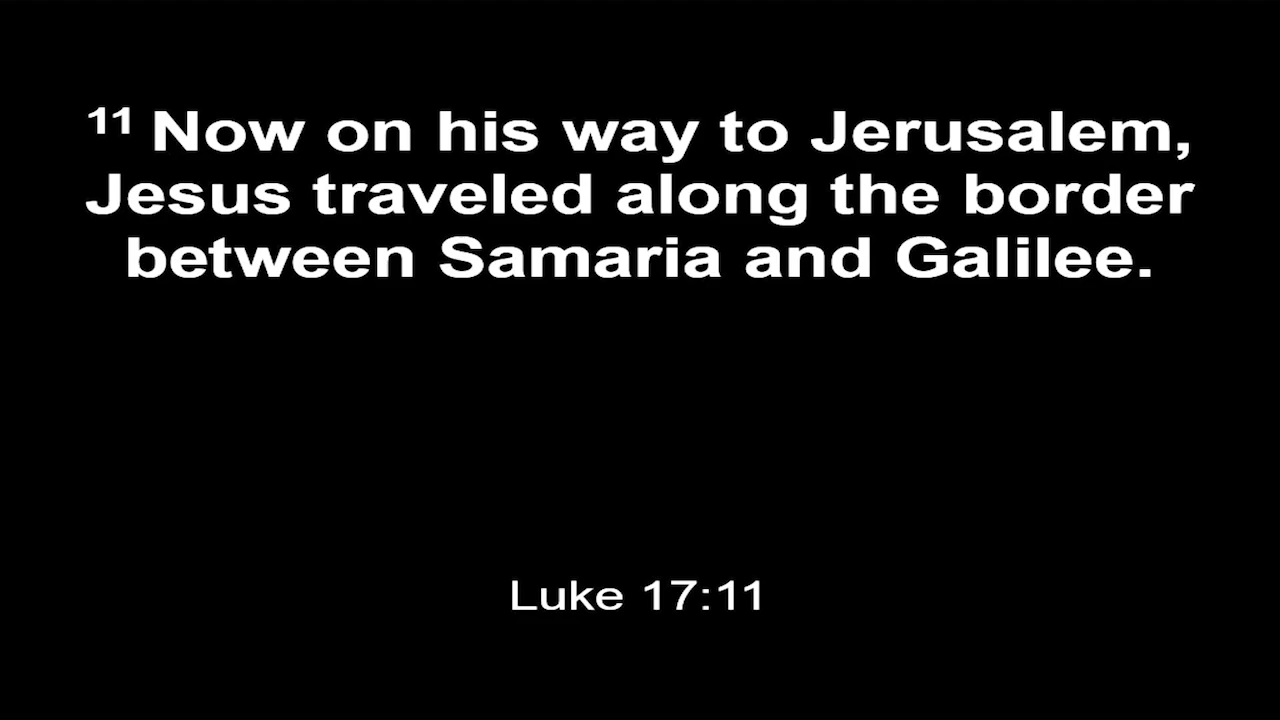 11 Now on his way to Jerusalem,
Jesus traveled along the border
between Samaria and Galilee.
Luke 17:11